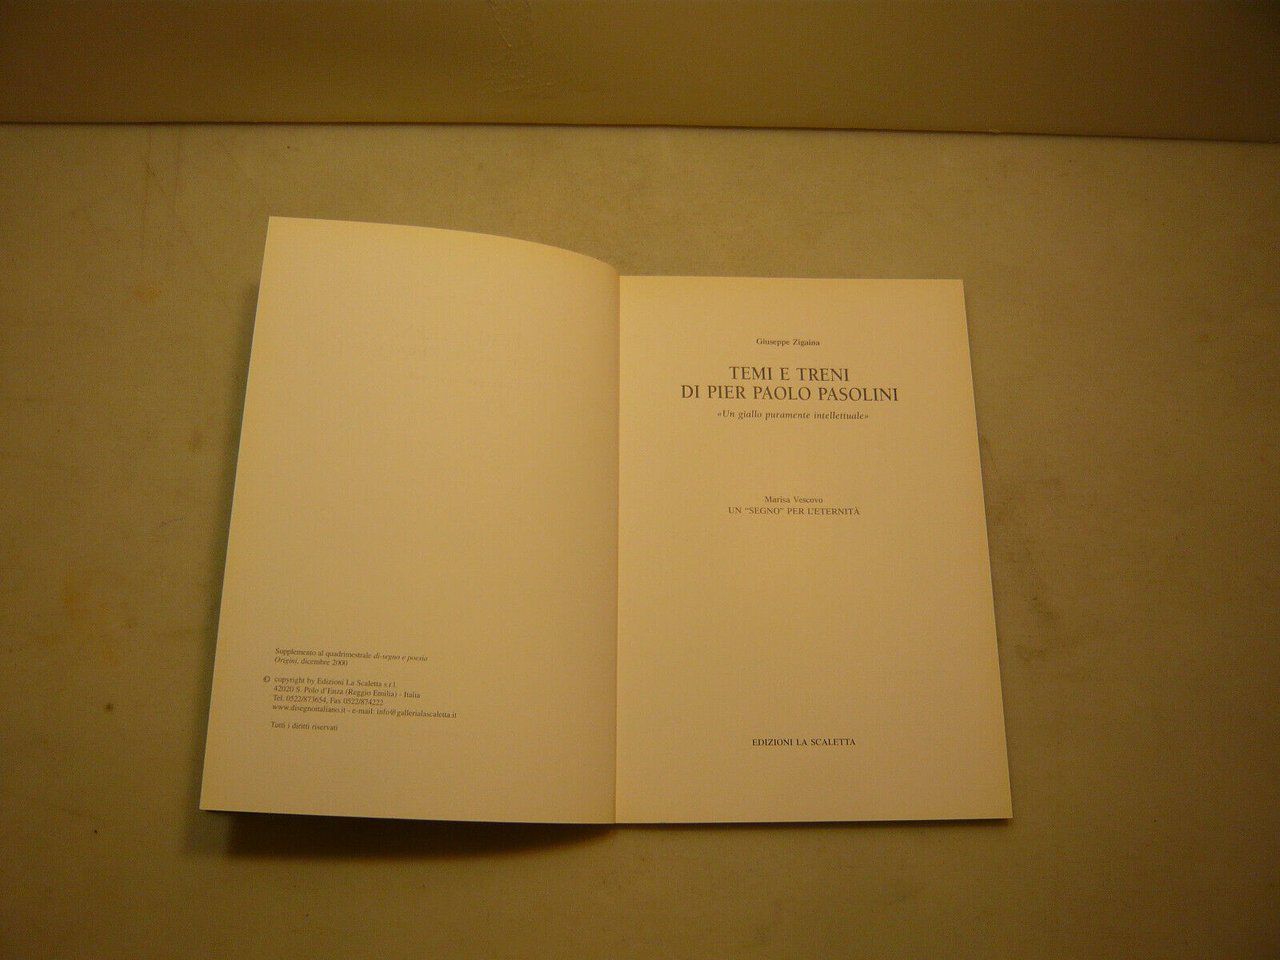 Supplemento al quadrimestrale di-segno e poesia
Origini, dicembre 2000
© copyright by Edizioni La Scaletta s.r.l.
42020 S. Polo d'Enza (Reggio Emilia) - Italia
Tel. 0522/873654, Fax 0522/874222
www.disegnoitaliano.it - e-mail: info@gallerialascaletta.it
Tutti i diritti riservati
Giuseppe Zigaina
TEMI E TRENI
DI PIER PAOLO PASOLINI
«Un giallo puramente intellettuale»
Marisa Vescovo
UN "SEGNO" PER L'ETERNITÀ
EDIZIONI LA SCALETTA